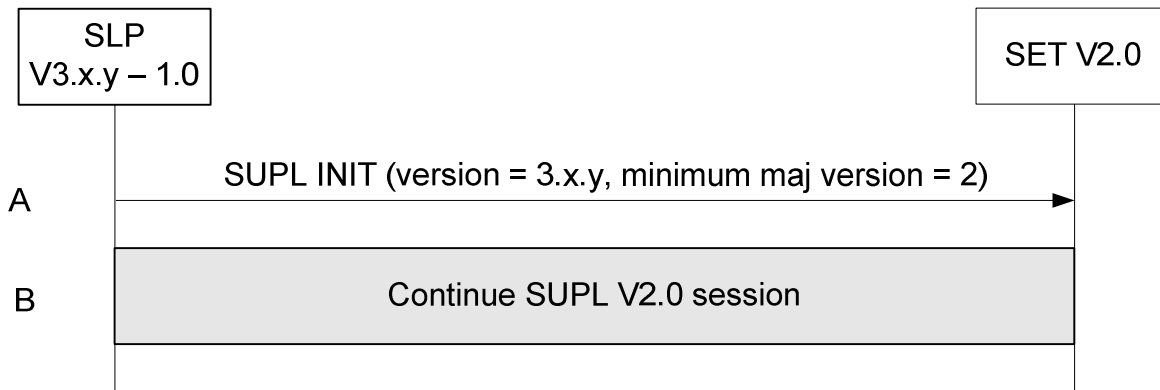 SLP
V3.x.y – 1.0
SET V2.0
SUPL INIT (version = 3.x.y, minimum maj version = 2)
A
Continue SUPL V2.0 session
B